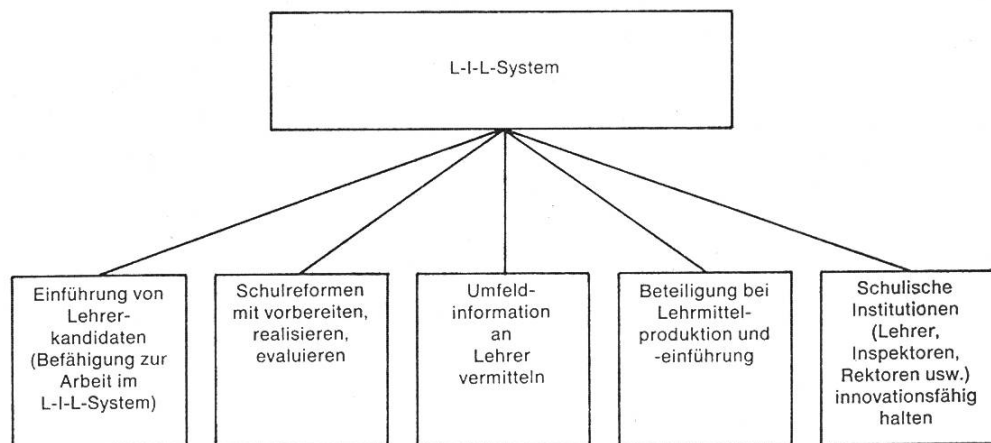 L-I-L-System
Einführung von
Lehrer-
kandidaten
(Befähigung zur
Arbeit im
L-I-L-System)
Schulreformen
mit vorbereiten,
realisieren,
evaluieren
Umfeld-
information
an
Lehrer
vermitteln
Beteiligung bei
Lehrmittel-
produktion und
-einführung
Schulische
Institutionen
(Lehrer,
Inspektoren,
Rektoren usw.)
innovationsfähig
halten